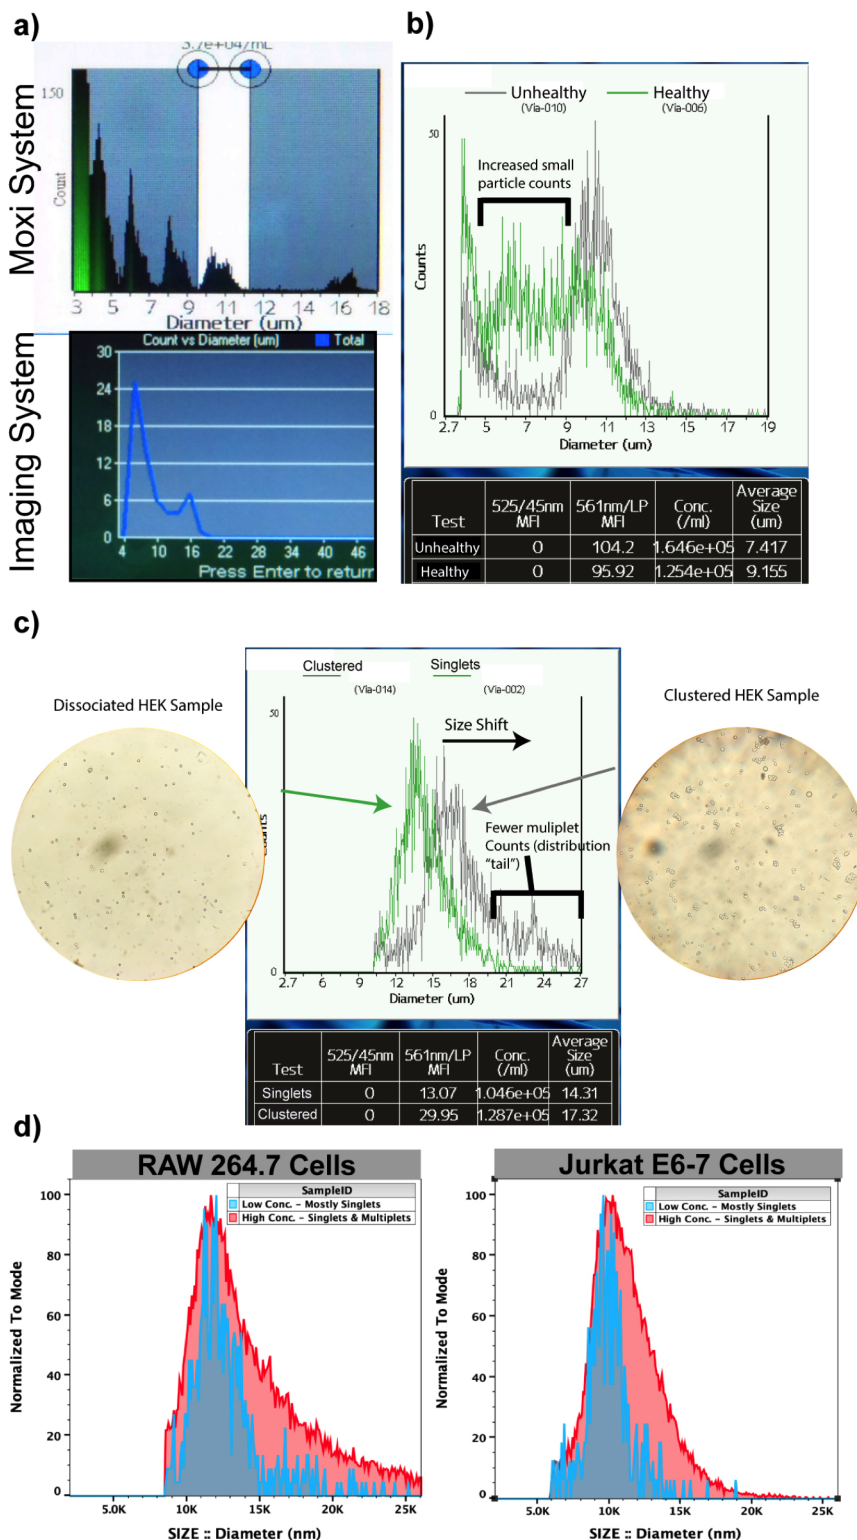 a)
Moxi System
3.7e+04/mL
150
Count
3 5 6 8 9 11 12 14 15 17 18
Diameter (um)
Imaging System
Count vs Diameter (um) Total
30
24
18
12
6
0
4 10 16 22 28 34 40 46
Press Enter to return
b)
Unhealthy Healthy
(Via-010) (Via-006)
50
Increased small
particle counts
Counts
0
2.7 5 7 9 11 13 15 17 19
Diameter (um)
Test 525/45nm MFI 561nm/LP MFI Conc. (/ml) Average Size (um)
Unhealthy 0 104.2 1.646e+05 7.417
Healthy 0 95.92 1.254e+05 9.155
c)
Dissociated HEK Sample
Clustered Singlets
(Via-014) (Via-002)
Clustered HEK Sample
50
Size Shift
Counts
Fewer muliplet
Counts (distribution
"tail")
0
2.7 6 9 12 15 18 21 24 27
Diameter (um)
Test 525/45nm MFI 561nm/LP MFI Conc. (/ml) Average Size (um)
Singlets 0 13.07 1.046e+05 14.31
Clustered 0 29.95 1.287e+05 17.32
d)
RAW 264.7 Cells
SampleID
Low Conc. – Mostly Singlets
High Conc. – Singlets & Multiplets
100
80
60
40
20
0
Normalized To Mode
5.0K 10K 15K 20K 25K
SIZE :: Diameter (nm)
Jurkat E6-7 Cells
SampleID
Low Conc. – Mostly Singlets
High Conc. – Singlets & Multiplets
100
80
60
40
20
0
Normalized To Mode
5.0K 10K 15K 20K 25K
SIZE :: Diameter (nm)